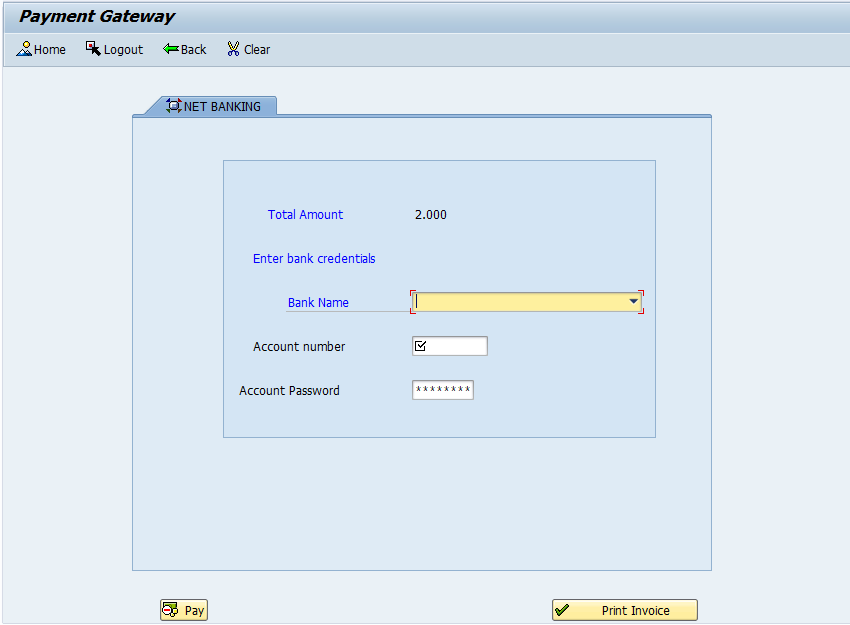 Payment Gateway
Home Logout Back Clear
NET BANKING
Total Amount 2.000
Enter bank credentials
Bank Name
Account number
Account Password ********
Pay Print Invoice